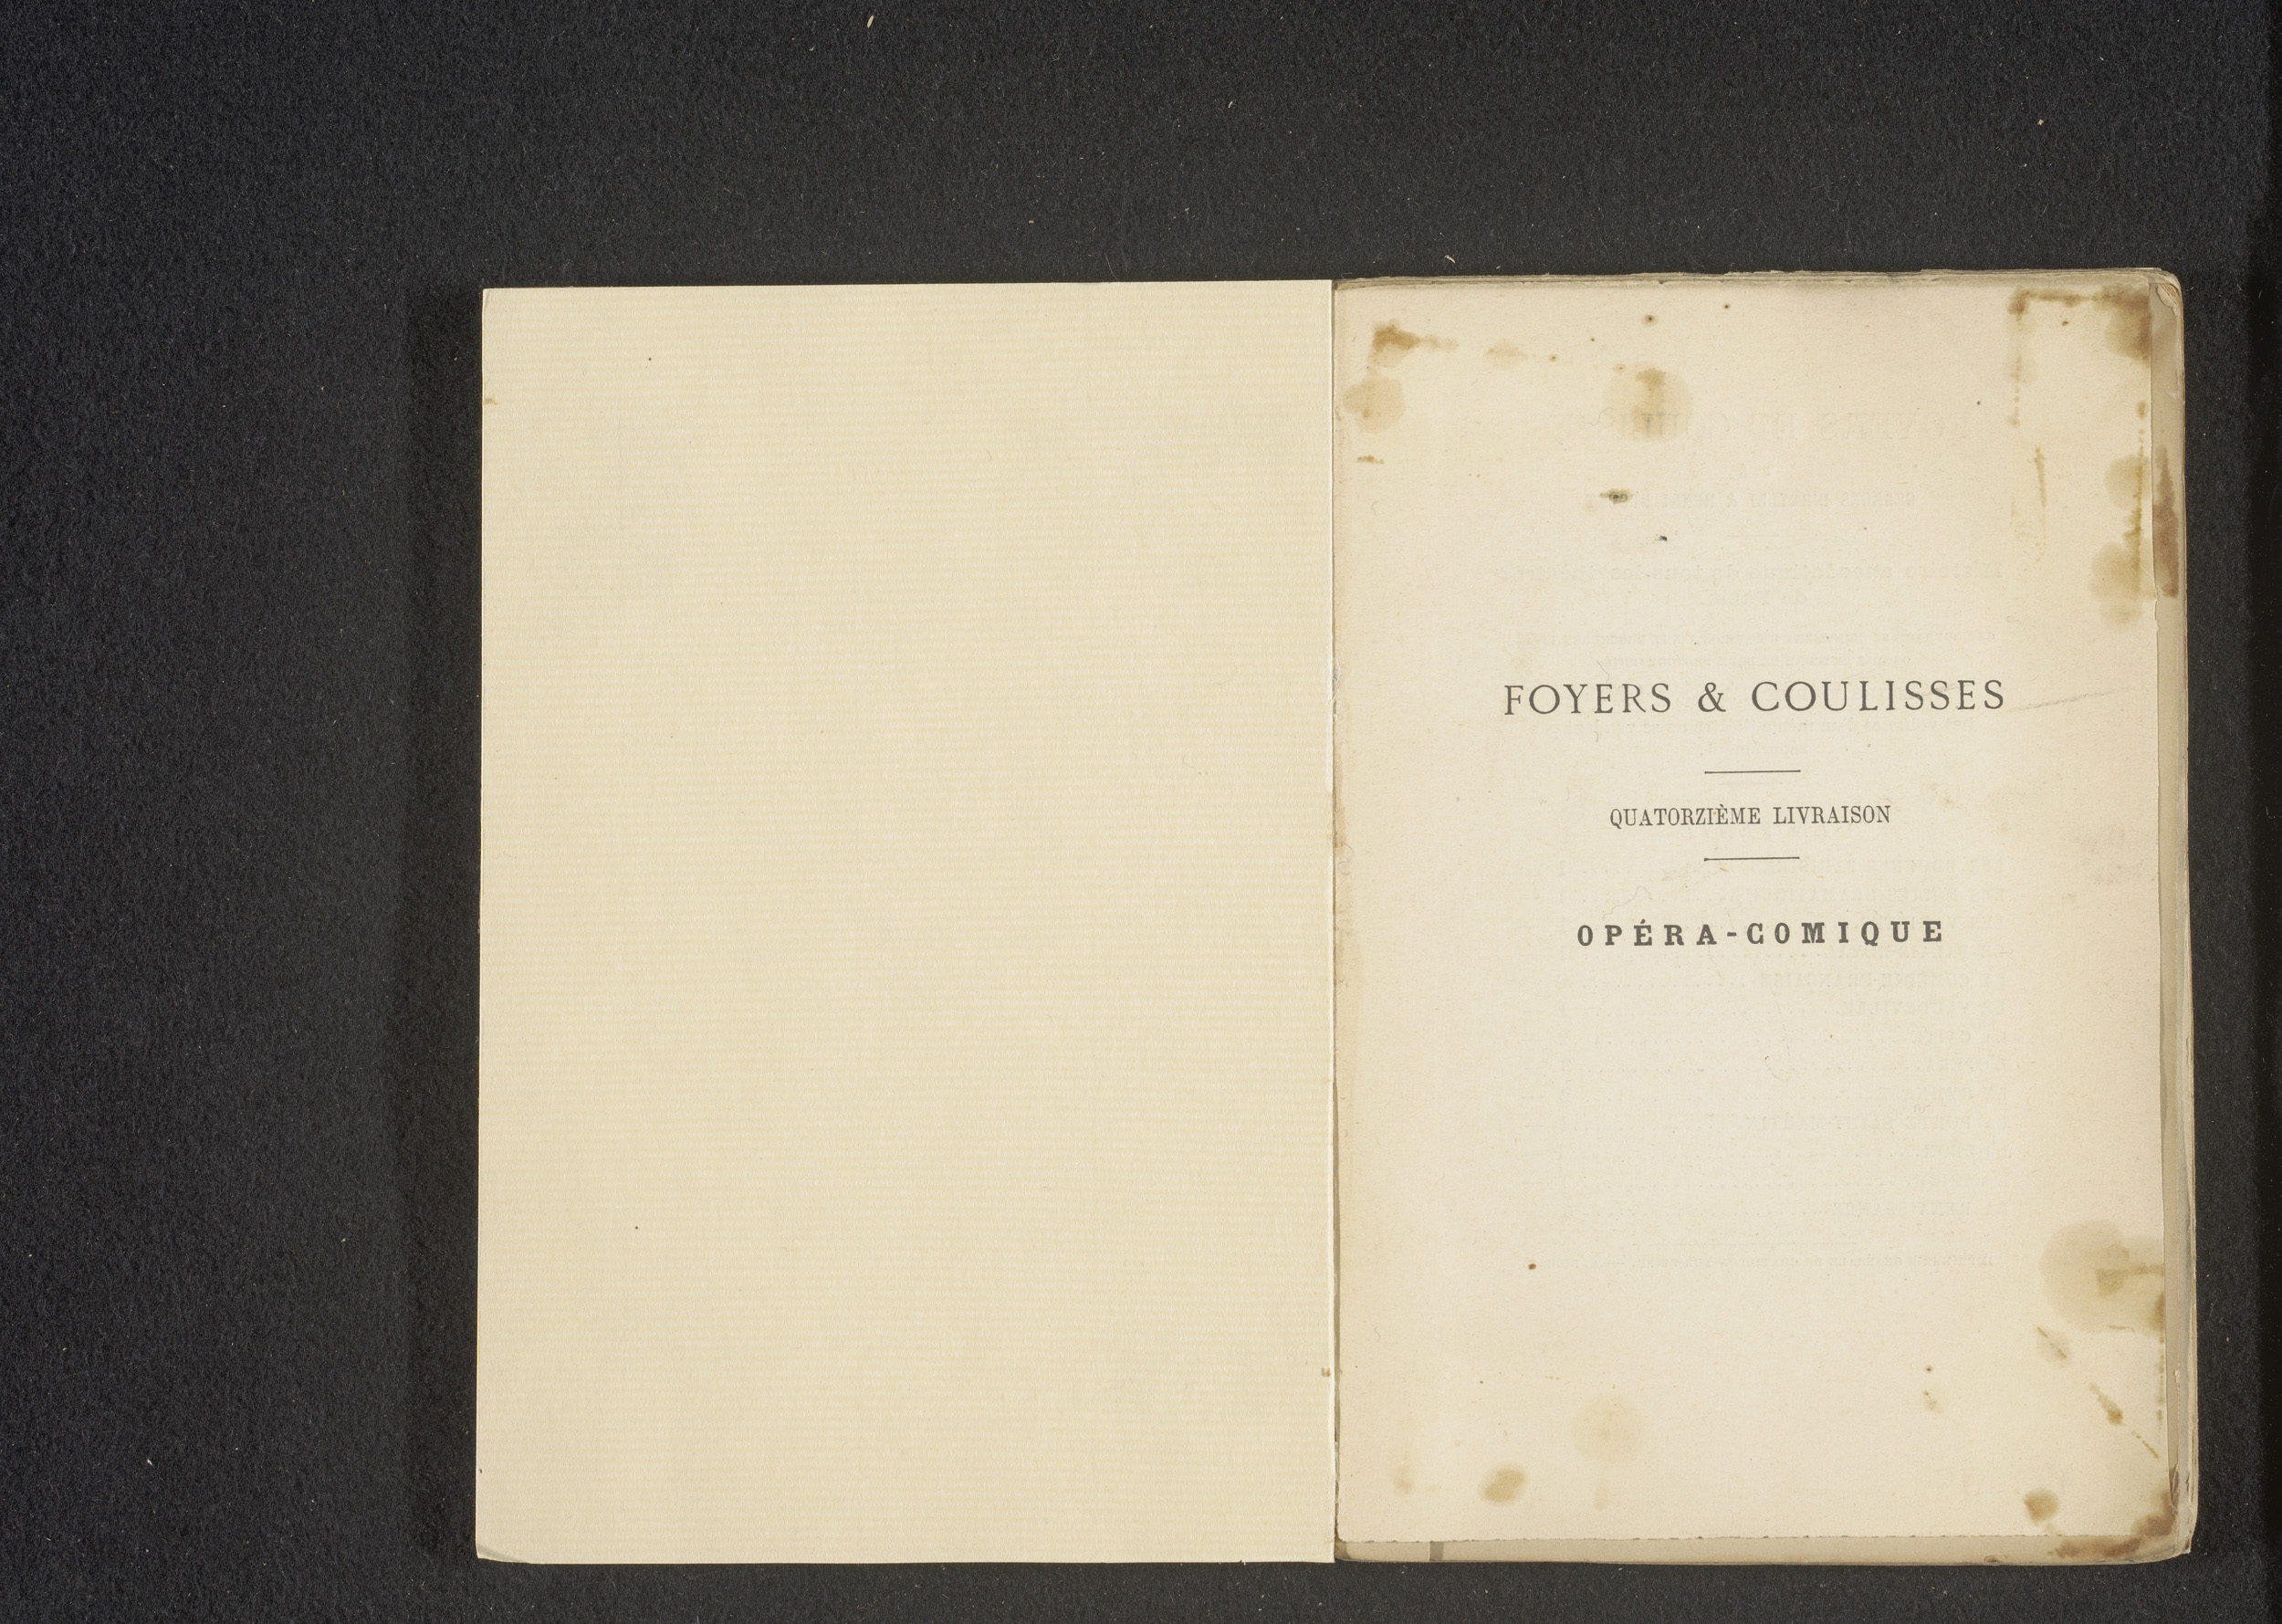 FOYERS & COULISSES
QUATORZIÈME LIVRAISON
OPÉRA-COMIQUE